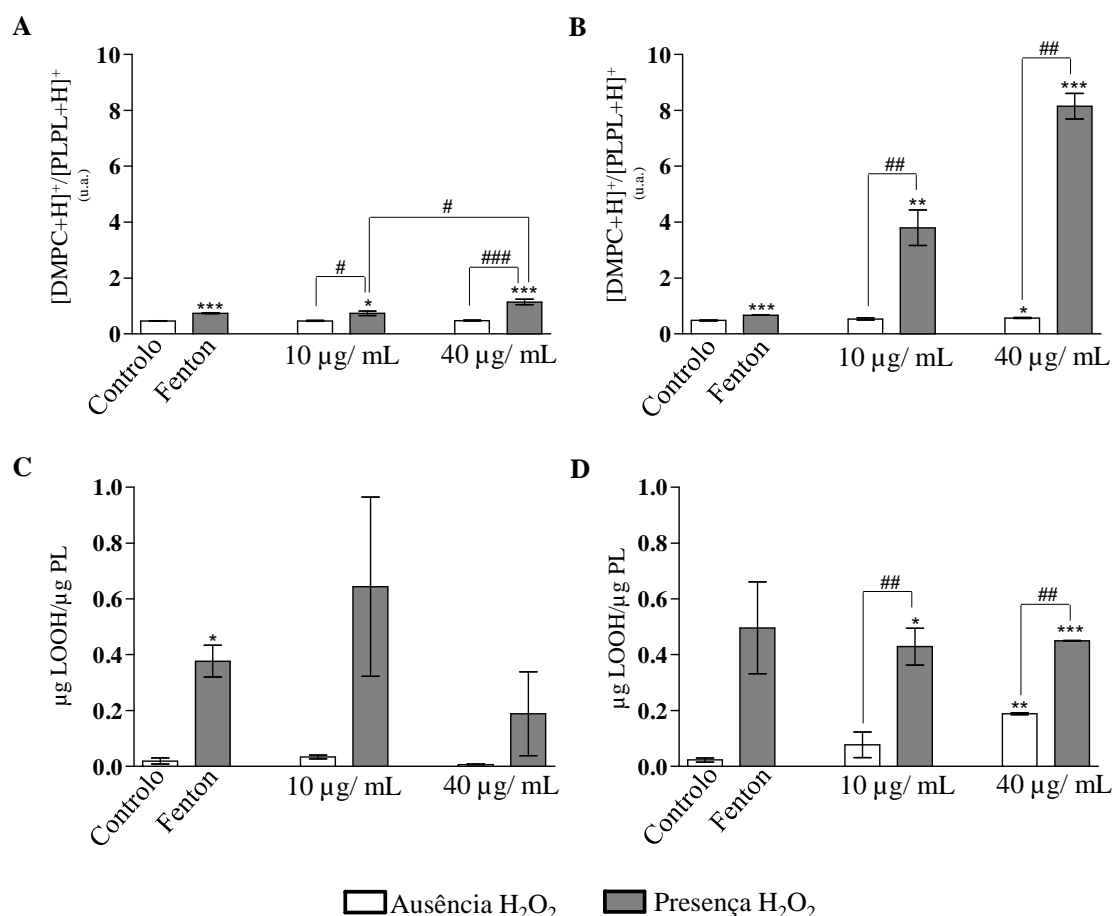 A
[DMPC+H]⁺/[PLPL+H]⁺
(u.a.)
10
8
6
4
2
0
***
#
*
#
###
***
Controlo
Fenton
10 µg/ mL
40 µg/ mL
B
[DMPC+H]⁺/[PLPL+H]⁺
(u.a.)
10
8
6
4
2
0
***
##
**
*
##
***
Controlo
Fenton
10 µg/ mL
40 µg/ mL
C
µg LOOH/µg PL
1.0
0.8
0.6
0.4
0.2
0.0
*
Controlo
Fenton
10 µg/ mL
40 µg/ mL
D
µg LOOH/µg PL
1.0
0.8
0.6
0.4
0.2
0.0
##
*
**
##
***
Controlo
Fenton
10 µg/ mL
40 µg/ mL
Ausência H₂O₂
Presença H₂O₂